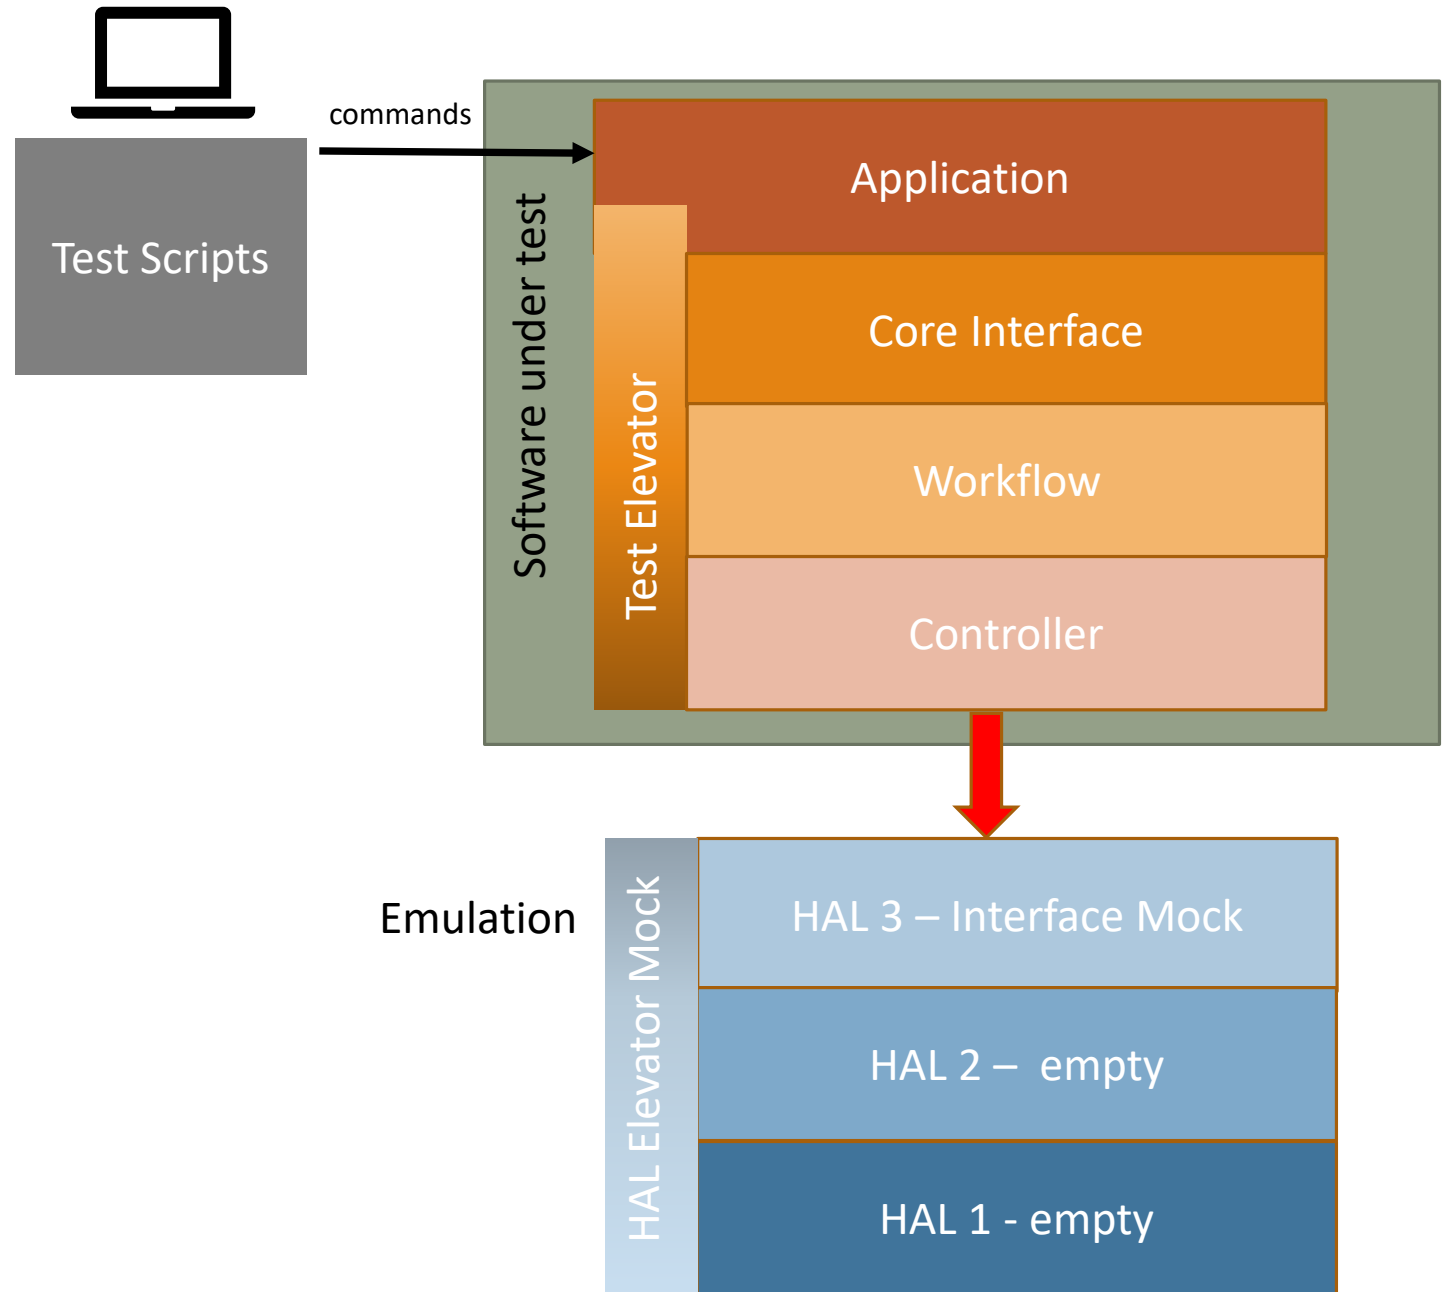 commands
Test Scripts
Software under test
Application
Test Elevator
Core Interface
Workflow
Controller
Emulation
HAL Elevator Mock
HAL 3 – Interface Mock
HAL 2 –  empty
HAL 1 - empty